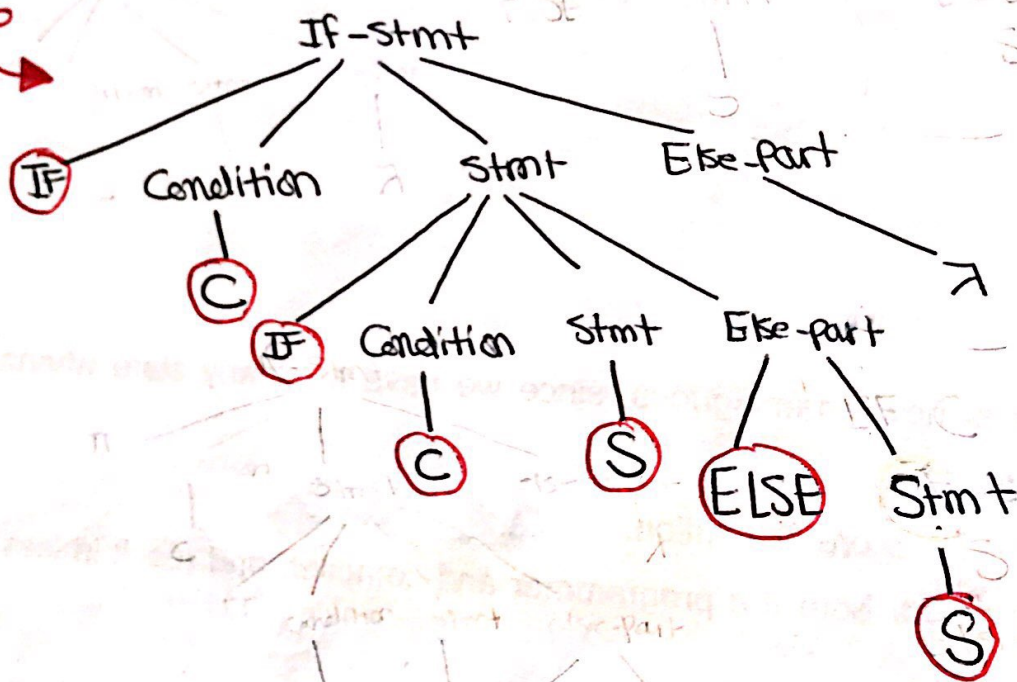 If-Stmt
IF Condition Stmt Else-part
C λ
IF Condition Stmt Else-part
C S ELSE Stmt
S